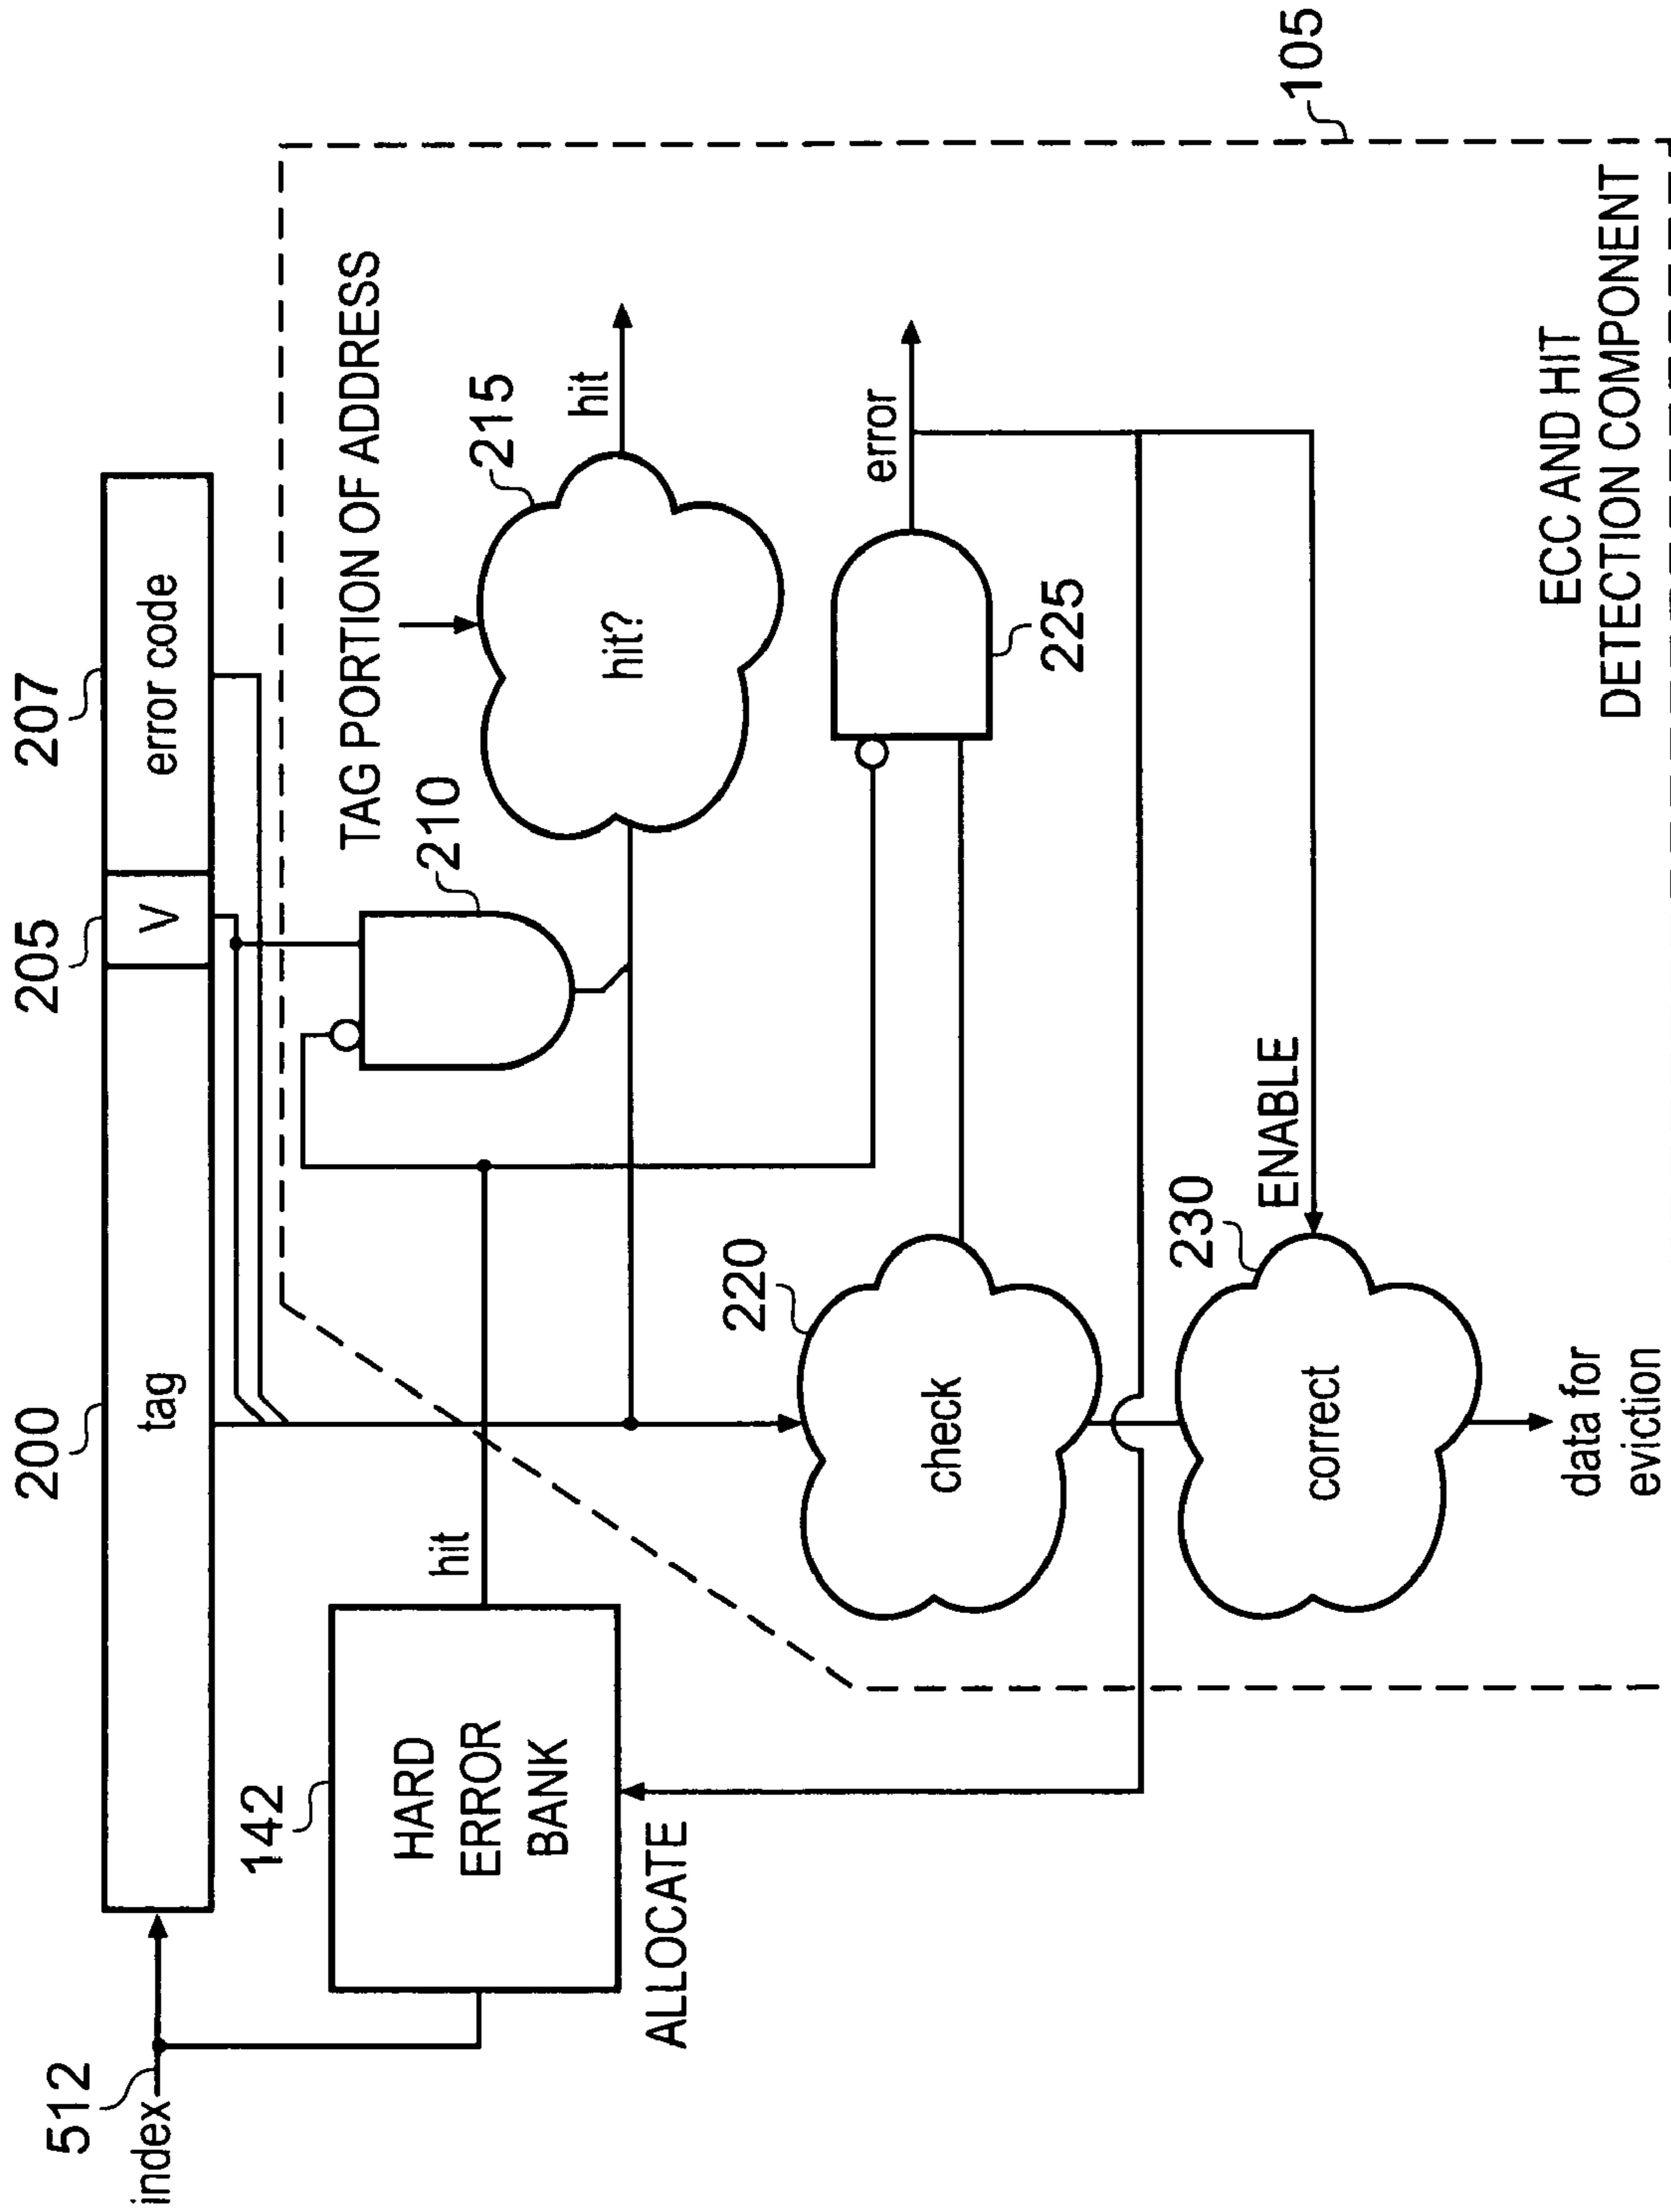 200
205
207
tag
V
error code
512
index
142
HARD
ERROR
BANK
hit
ALLOCATE
TAG PORTION OF ADDRESS
210
215
hit?
hit
220
check
225
error
230
correct
ENABLE
data for
eviction
ECC AND HIT
DETECTION COMPONENT
105